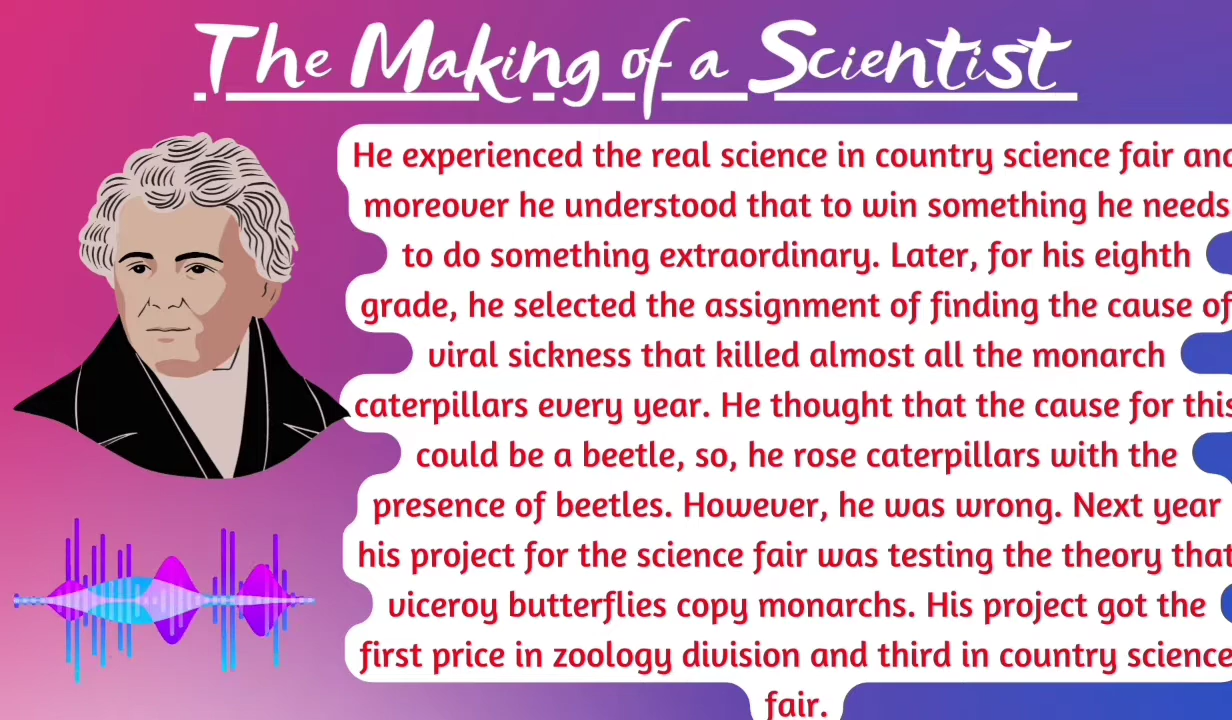 The Making of a Scientist
He experienced the real science in country science fair and
moreover he understood that to win something he needs
to do something extraordinary. Later, for his eighth
grade, he selected the assignment of finding the cause of
viral sickness that killed almost all the monarch
caterpillars every year. He thought that the cause for this
could be a beetle, so, he rose caterpillars with the
presence of beetles. However, he was wrong. Next year
his project for the science fair was testing the theory that
viceroy butterflies copy monarchs. His project got the
first price in zoology division and third in country science
fair.